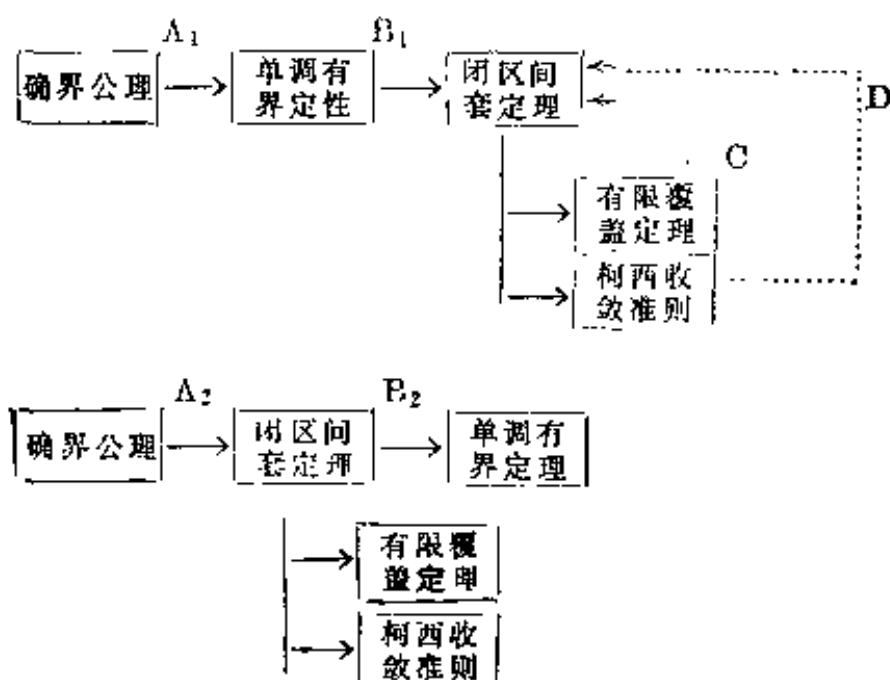 A₁
B₁
确界公理
单调有
界定性
闭区间
套定理
D
C
有限覆
盖定理
柯西收
敛准则
A₂
B₂
确界公理
闭区间
套定理
单调有
界定理
有限覆
盖定理
柯西收
敛准则